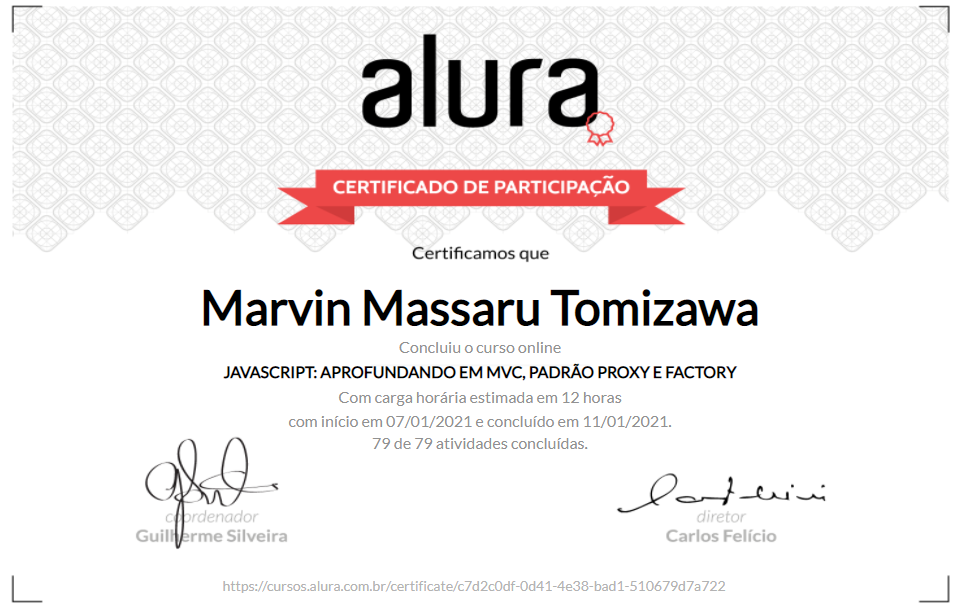 alura
CERTIFICADO DE PARTICIPAÇÃO
Certificamos que
Marvin Massaru Tomizawa
Concluiu o curso online
JAVASCRIPT: APROFUNDANDO EM MVC, PADRÃO PROXY E FACTORY
Com carga horária estimada em 12 horas
com início em 07/01/2021 e concluído em 11/01/2021.
79 de 79 atividades concluídas.
coordenador
Guilherme Silveira
diretor
Carlos Felício
https://cursos.alura.com.br/certificate/c7d2c0df-0d41-4e38-bad1-510679d7a722